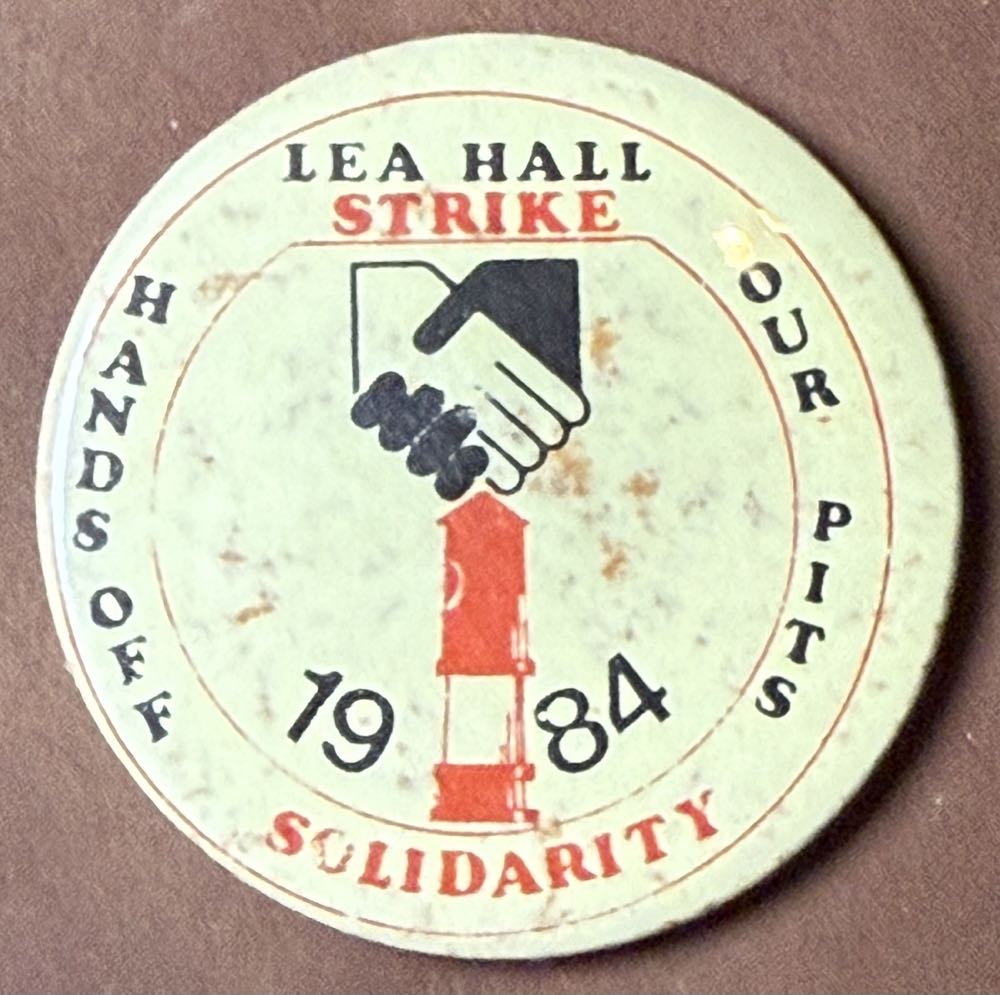 LEA HALL
STRIKE
HANDS OFF
OUR PITS
1984
SOLIDARITY